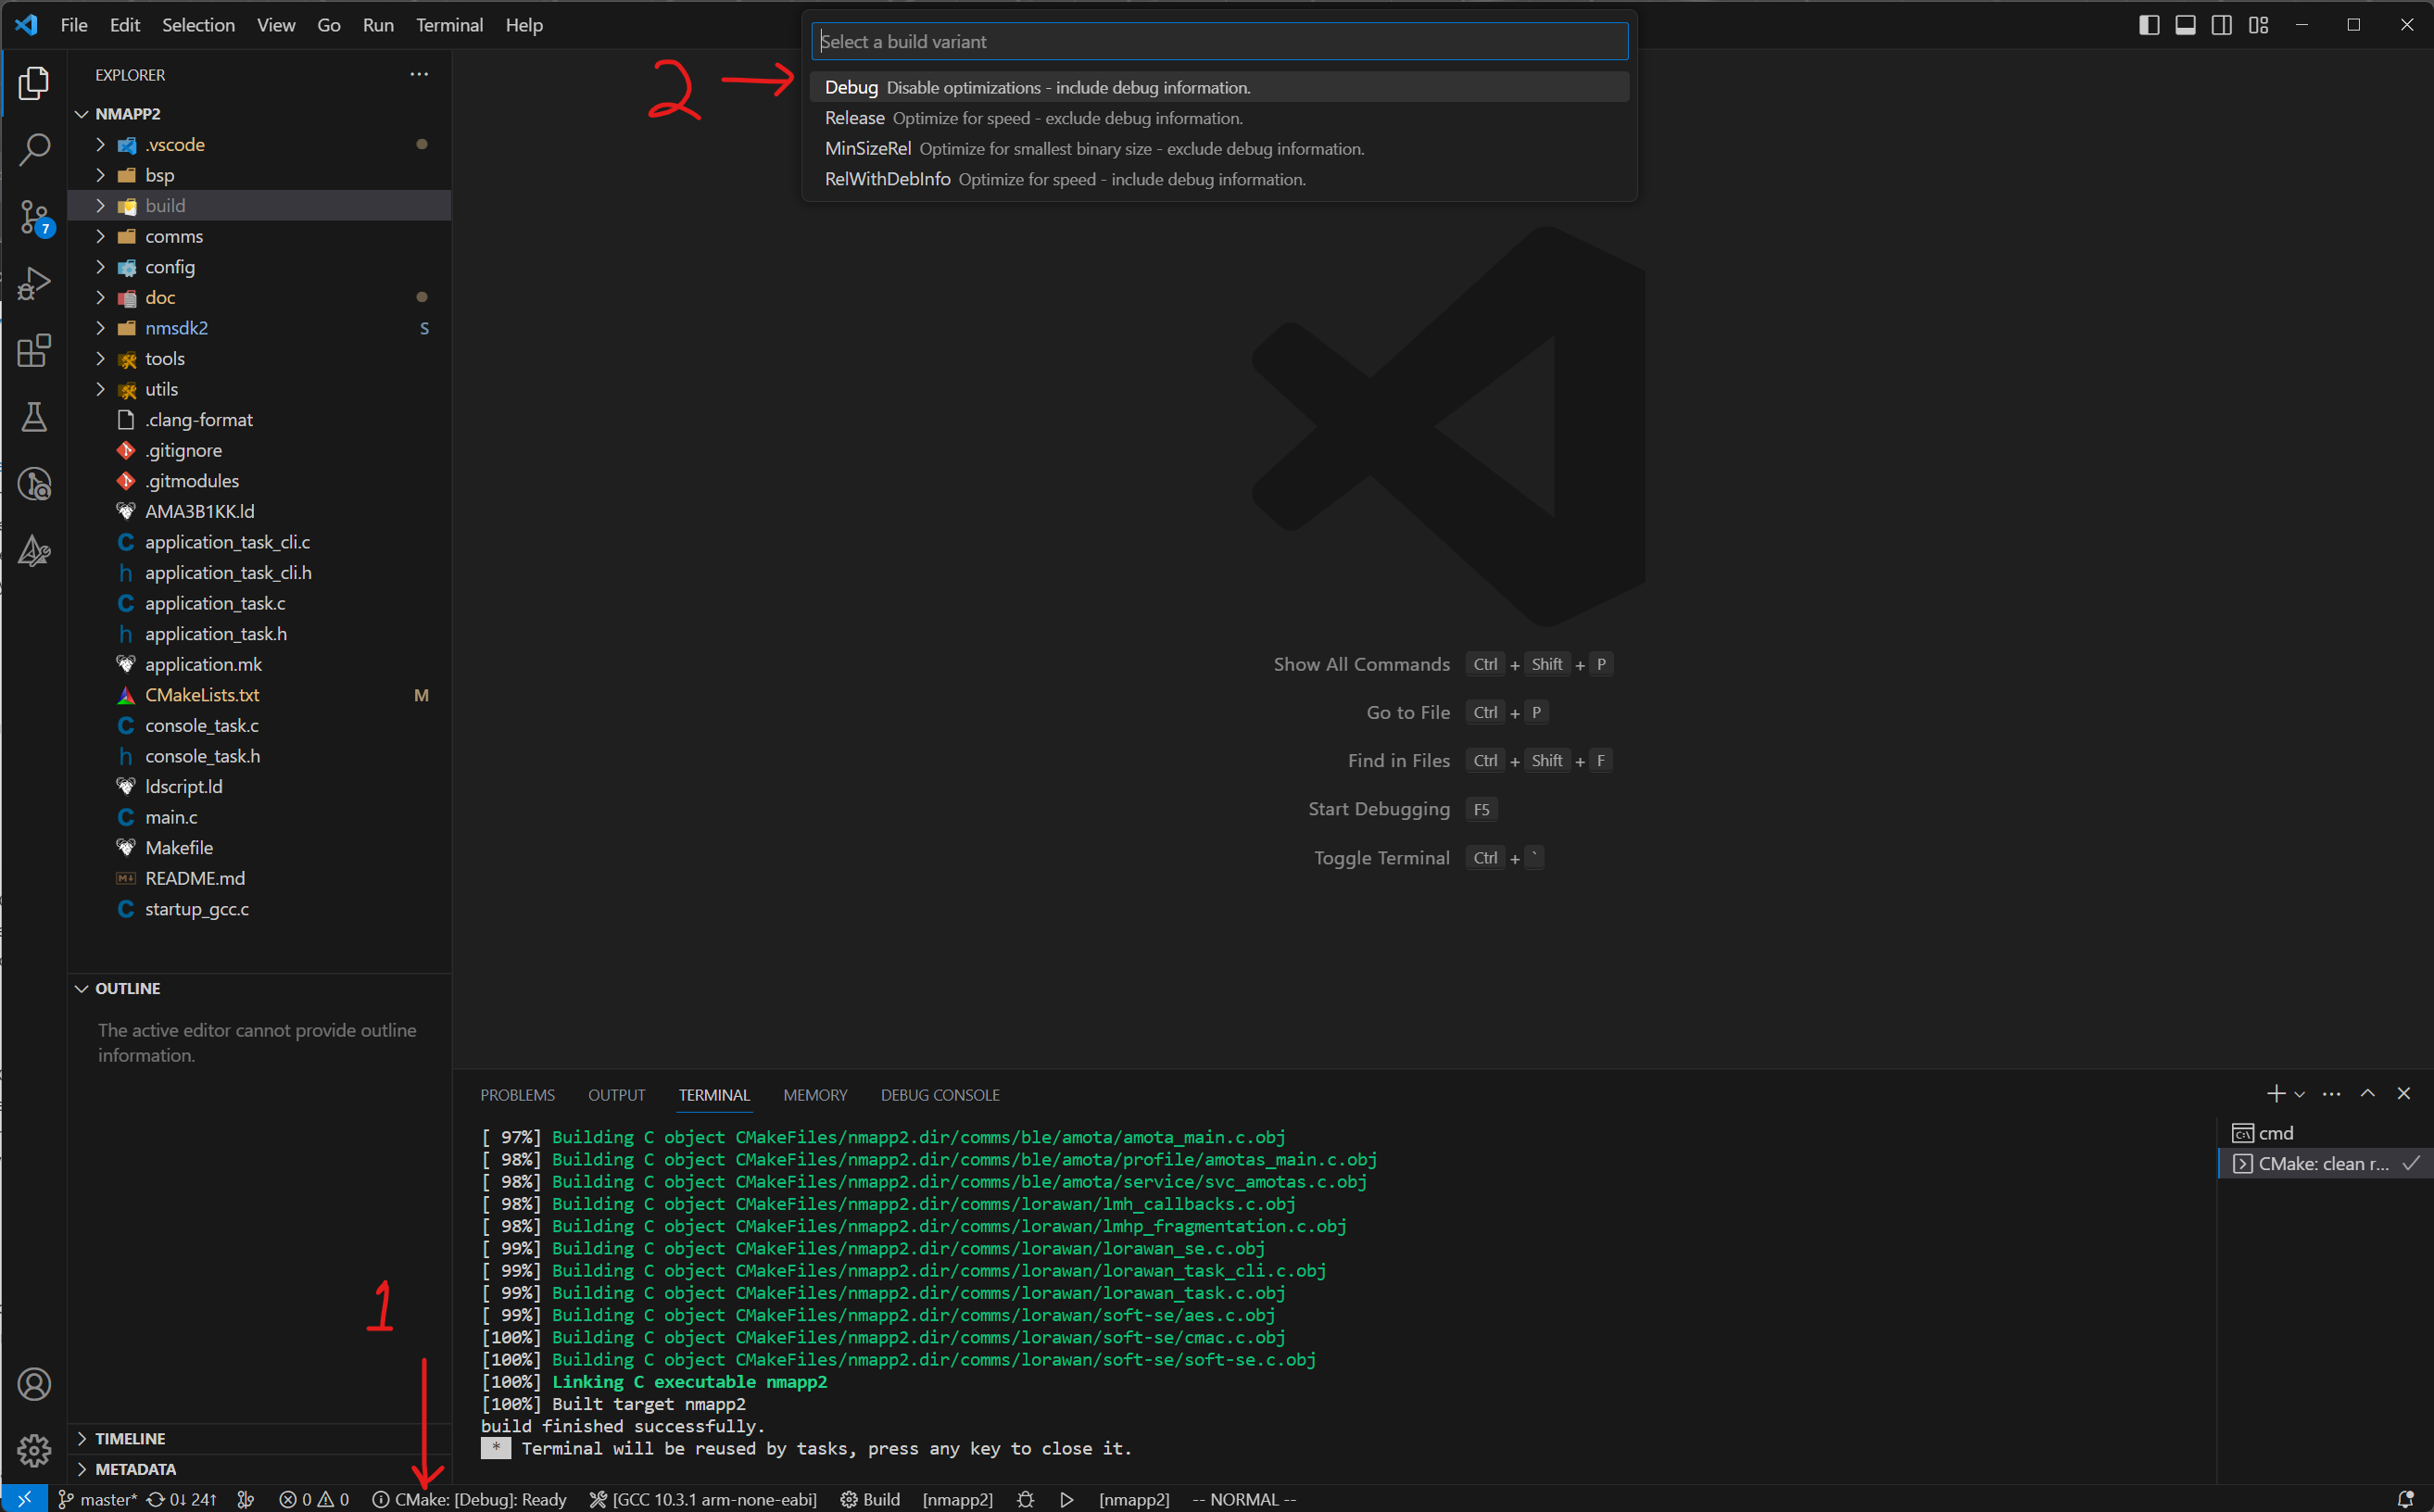 File Edit Selection View Go Run Terminal Help
Select a build variant
Debug Disable optimizations - include debug information.
Release Optimize for speed - exclude debug information.
MinSizeRel Optimize for smallest binary size - exclude debug information.
RelWithDebInfo Optimize for speed - include debug information.
2
EXPLORER
NMAPP2
.vscode
bsp
build
7
comms
config
doc
nmsdk2 S
tools
utils
.clang-format
.gitignore
.gitmodules
AMA3B1KK.ld
application_task_cli.c
application_task_cli.h
application_task.c
application_task.h
application.mk
CMakeLists.txt M
console_task.c
console_task.h
ldscript.ld
main.c
Makefile
README.md
startup_gcc.c
OUTLINE
The active editor cannot provide outline
information.
1
TIMELINE
METADATA
Show All Commands Ctrl + Shift + P
Go to File Ctrl + P
Find in Files Ctrl + Shift + F
Start Debugging F5
Toggle Terminal Ctrl + `
PROBLEMS OUTPUT TERMINAL MEMORY DEBUG CONSOLE
[ 97%] Building C object CMakeFiles/nmapp2.dir/comms/ble/amota/amota_main.c.obj
[ 98%] Building C object CMakeFiles/nmapp2.dir/comms/ble/amota/profile/amotas_main.c.obj
[ 98%] Building C object CMakeFiles/nmapp2.dir/comms/ble/amota/service/svc_amotas.c.obj
[ 98%] Building C object CMakeFiles/nmapp2.dir/comms/lorawan/lmh_callbacks.c.obj
[ 98%] Building C object CMakeFiles/nmapp2.dir/comms/lorawan/lmhp_fragmentation.c.obj
[ 99%] Building C object CMakeFiles/nmapp2.dir/comms/lorawan/lorawan_se.c.obj
[ 99%] Building C object CMakeFiles/nmapp2.dir/comms/lorawan/lorawan_task_cli.c.obj
[ 99%] Building C object CMakeFiles/nmapp2.dir/comms/lorawan/lorawan_task.c.obj
[ 99%] Building C object CMakeFiles/nmapp2.dir/comms/lorawan/soft-se/aes.c.obj
[100%] Building C object CMakeFiles/nmapp2.dir/comms/lorawan/soft-se/cmac.c.obj
[100%] Building C object CMakeFiles/nmapp2.dir/comms/lorawan/soft-se/soft-se.c.obj
[100%] Linking C executable nmapp2
[100%] Built target nmapp2
build finished successfully.
* Terminal will be reused by tasks, press any key to close it.
cmd
CMake: clean r...
master* 0↓ 24↑ 0 0 CMake: [Debug]: Ready [GCC 10.3.1 arm-none-eabi] Build [nmapp2] [nmapp2] -- NORMAL --